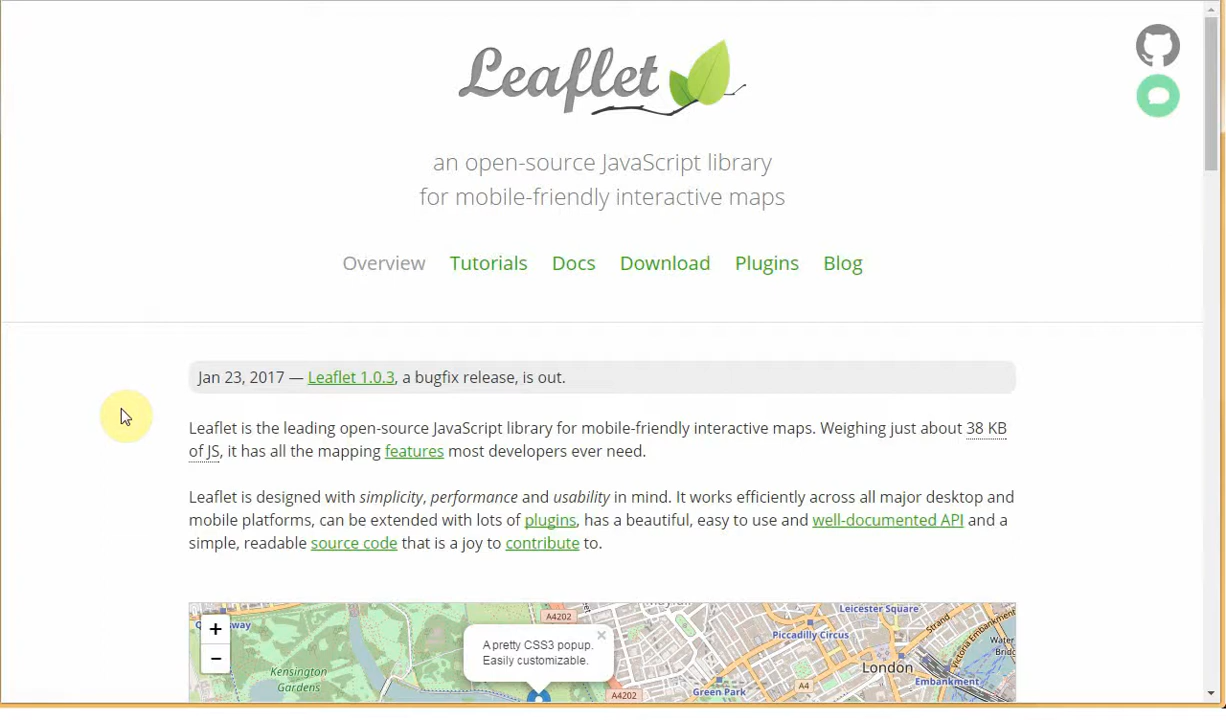 Leaflet
an open-source JavaScript library
for mobile-friendly interactive maps
Overview Tutorials Docs Download Plugins Blog
Jan 23, 2017 — Leaflet 1.0.3, a bugfix release, is out.
Leaflet is the leading open-source JavaScript library for mobile-friendly interactive maps. Weighing just about 38 KB
of JS, it has all the mapping features most developers ever need.
Leaflet is designed with simplicity, performance and usability in mind. It works efficiently across all major desktop and
mobile platforms, can be extended with lots of plugins, has a beautiful, easy to use and well-documented API and a
simple, readable source code that is a joy to contribute to.
+
−
A4202
Leicester Square
Strand
A pretty CSS3 popup.
Easily customizable.
×
Piccadilly Circus
Victoria Embankment
Kensington
Gardens
London
Embankment
A4202
Green Park
A4